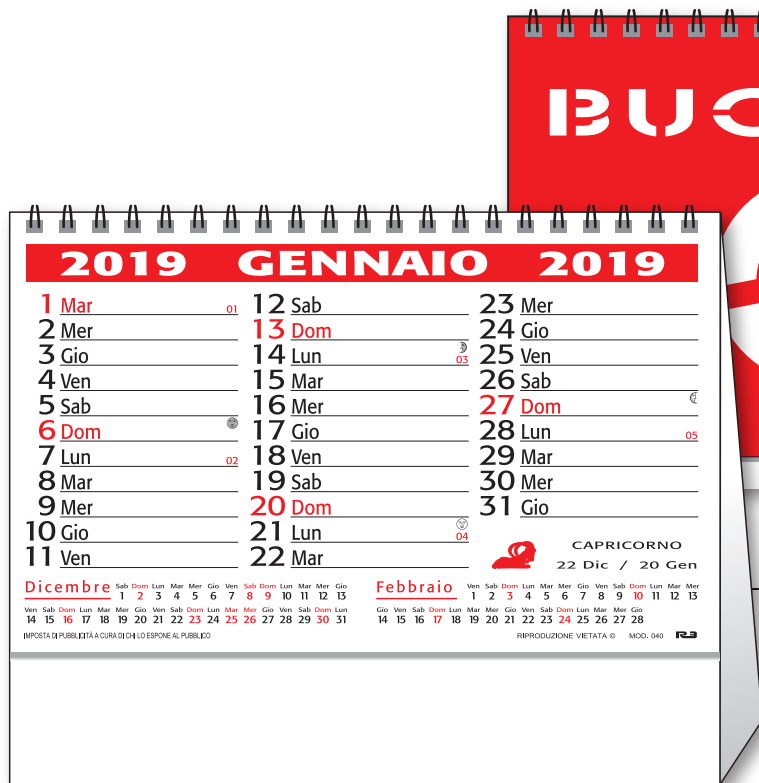 BUO
2019 GENNAIO 2019
1 Mar 01
2 Mer
3 Gio
4 Ven
5 Sab
6 Dom
7 Lun 02
8 Mar
9 Mer
10 Gio
11 Ven
12 Sab
13 Dom
14 Lun 03
15 Mar
16 Mer
17 Gio
18 Ven
19 Sab
20 Dom
21 Lun 04
22 Mar
23 Mer
24 Gio
25 Ven
26 Sab
27 Dom
28 Lun 05
29 Mar
30 Mer
31 Gio
CAPRICORNO
22 Dic / 20 Gen
Dicembre
Sab Dom Lun Mar Mer Gio Ven Sab Dom Lun Mar Mer Gio
1 2 3 4 5 6 7 8 9 10 11 12 13
Ven Sab Dom Lun Mar Mer Gio Ven Sab Dom Lun Mar Mer Gio Ven Sab Dom Lun
14 15 16 17 18 19 20 21 22 23 24 25 26 27 28 29 30 31
Febbraio
Ven Sab Dom Lun Mar Mer Gio Ven Sab Dom Lun Mar Mer
1 2 3 4 5 6 7 8 9 10 11 12 13
Gio Ven Sab Dom Lun Mar Mer Gio Ven Sab Dom Lun Mar Mer Gio
14 15 16 17 18 19 20 21 22 23 24 25 26 27 28
IMPOSTA DI PUBBLICITÀ A CURA DI CHI LO ESPONE AL PUBBLICO
RIPRODUZIONE VIETATA © MOD. 040